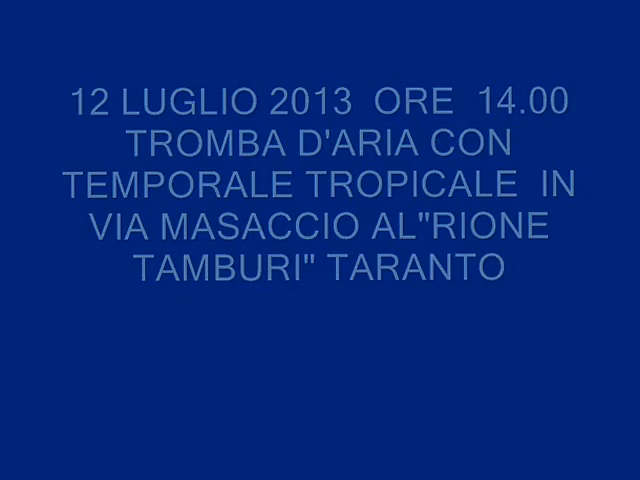 12 LUGLIO 2013  ORE  14.00
TROMBA D'ARIA CON
TEMPORALE TROPICALE  IN
VIA MASACCIO AL"RIONE
TAMBURI" TARANTO